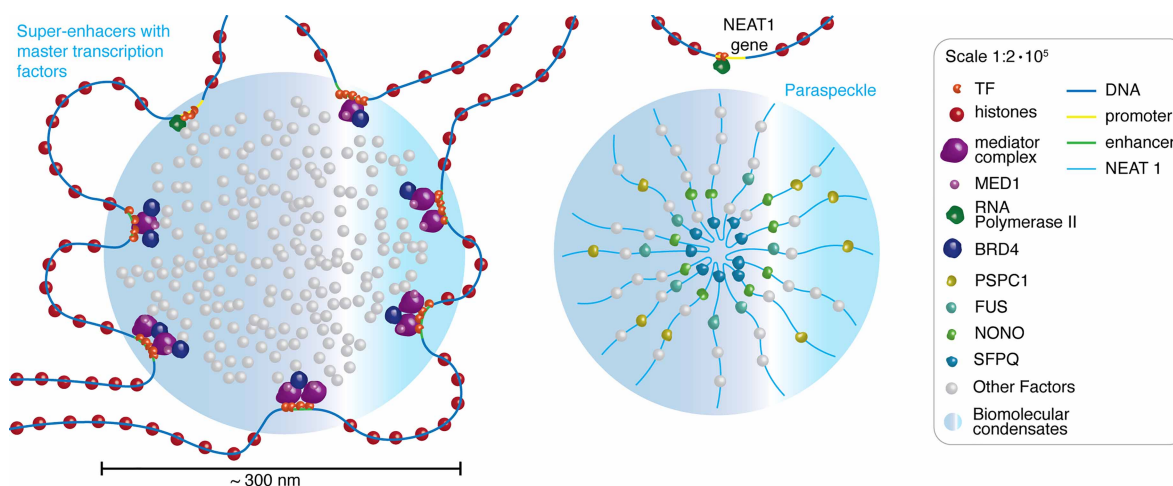 Super-enhacers with
master transcription
factors
NEAT1
gene
Paraspeckle
~ 300 nm
Scale 1:2·10⁵
TF
histones
mediator
complex
MED1
RNA
Polymerase II
BRD4
PSPC1
FUS
NONO
SFPQ
Other Factors
Biomolecular
condensates
DNA
promoter
enhancer
NEAT 1